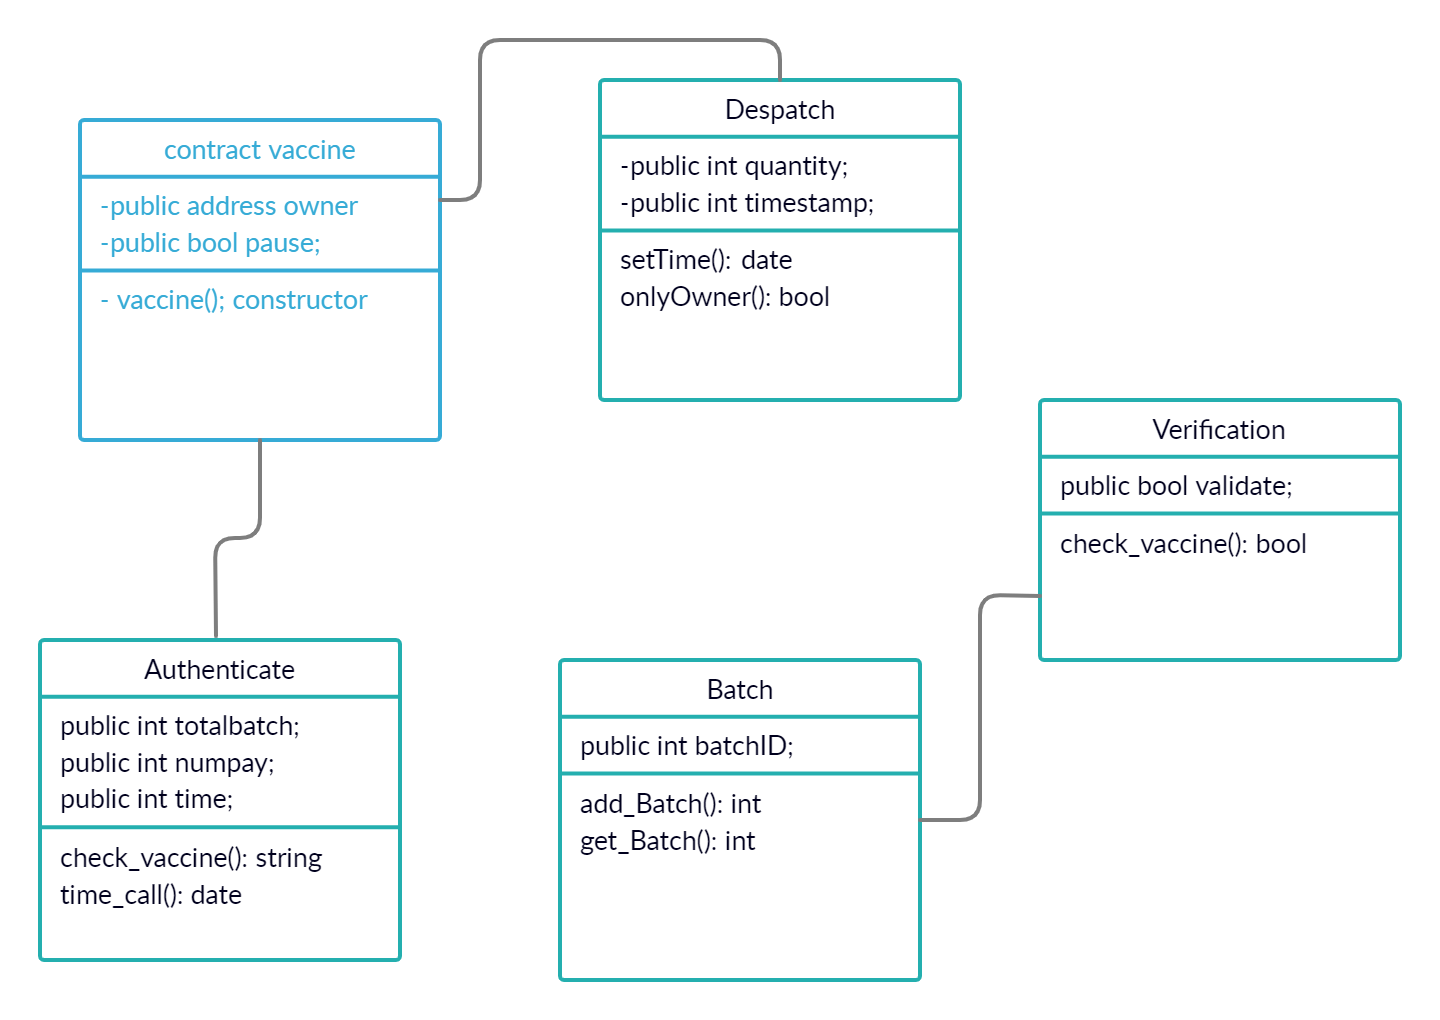 contract vaccine
-public address owner
-public bool pause;
- vaccine(); constructor
Despatch
-public int quantity;
-public int timestamp;
setTime(): date
onlyOwner(): bool
Verification
public bool validate;
check_vaccine(): bool
Authenticate
public int totalbatch;
public int numpay;
public int time;
check_vaccine(): string
time_call(): date
Batch
public int batchID;
add_Batch(): int
get_Batch(): int